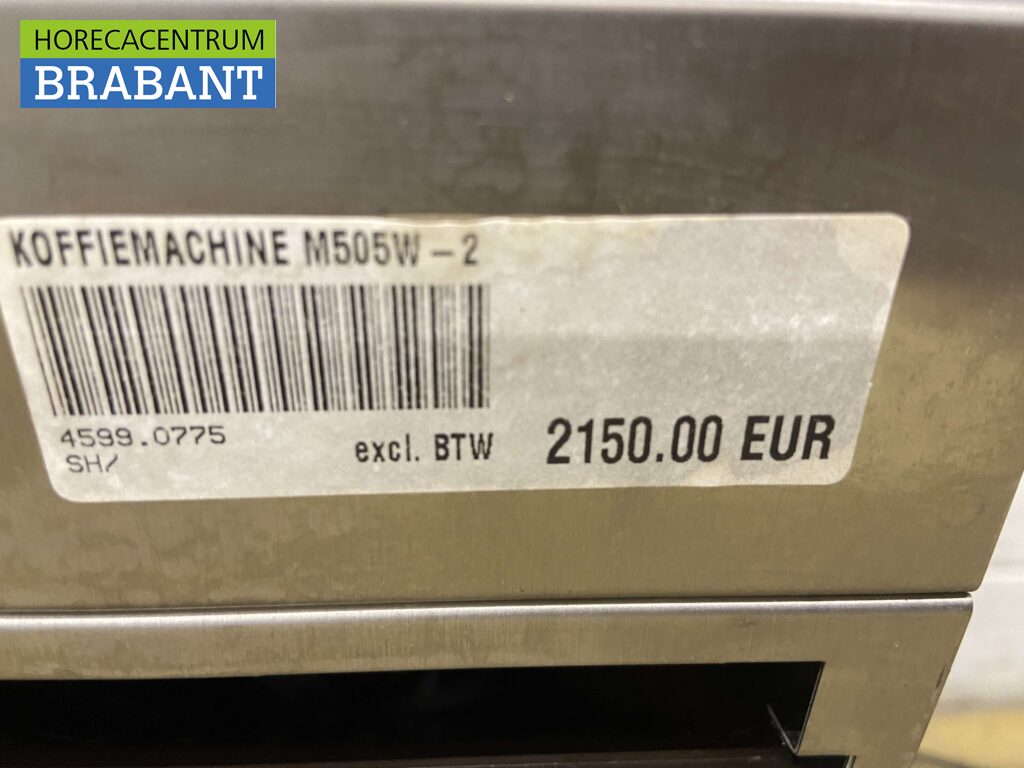 HORECACENTRUM
BRABANT
KOFFIEMACHINE M505W - 2
4599.0775
SH/
excl. BTW
2150.00 EUR